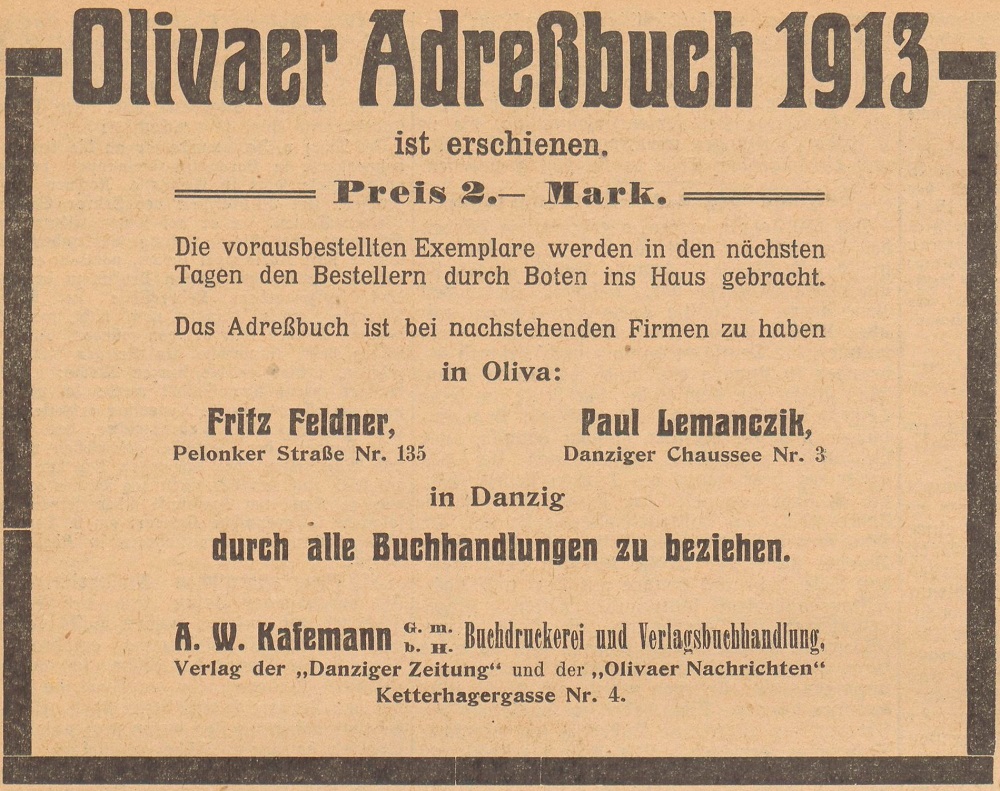 Olivaer Adreßbuch 1913
ist erschienen.
Preis 2.— Mark.
Die vorausbestellten Exemplare werden in den nächsten
Tagen den Bestellern durch Boten ins Haus gebracht.
Das Adreßbuch ist bei nachstehenden Firmen zu haben
in Oliva:
Fritz Feldner,
Pelonker Straße Nr. 135
Paul Lemanczik,
Danziger Chaussee Nr. 3
in Danzig
durch alle Buchhandlungen zu beziehen.
A. W. Kafemann G. m. b. H. Buchdruckerei und Verlagsbuchhandlung,
Verlag der „Danziger Zeitung“ und der „Olivaer Nachrichten“
Ketterhagergasse Nr. 4.